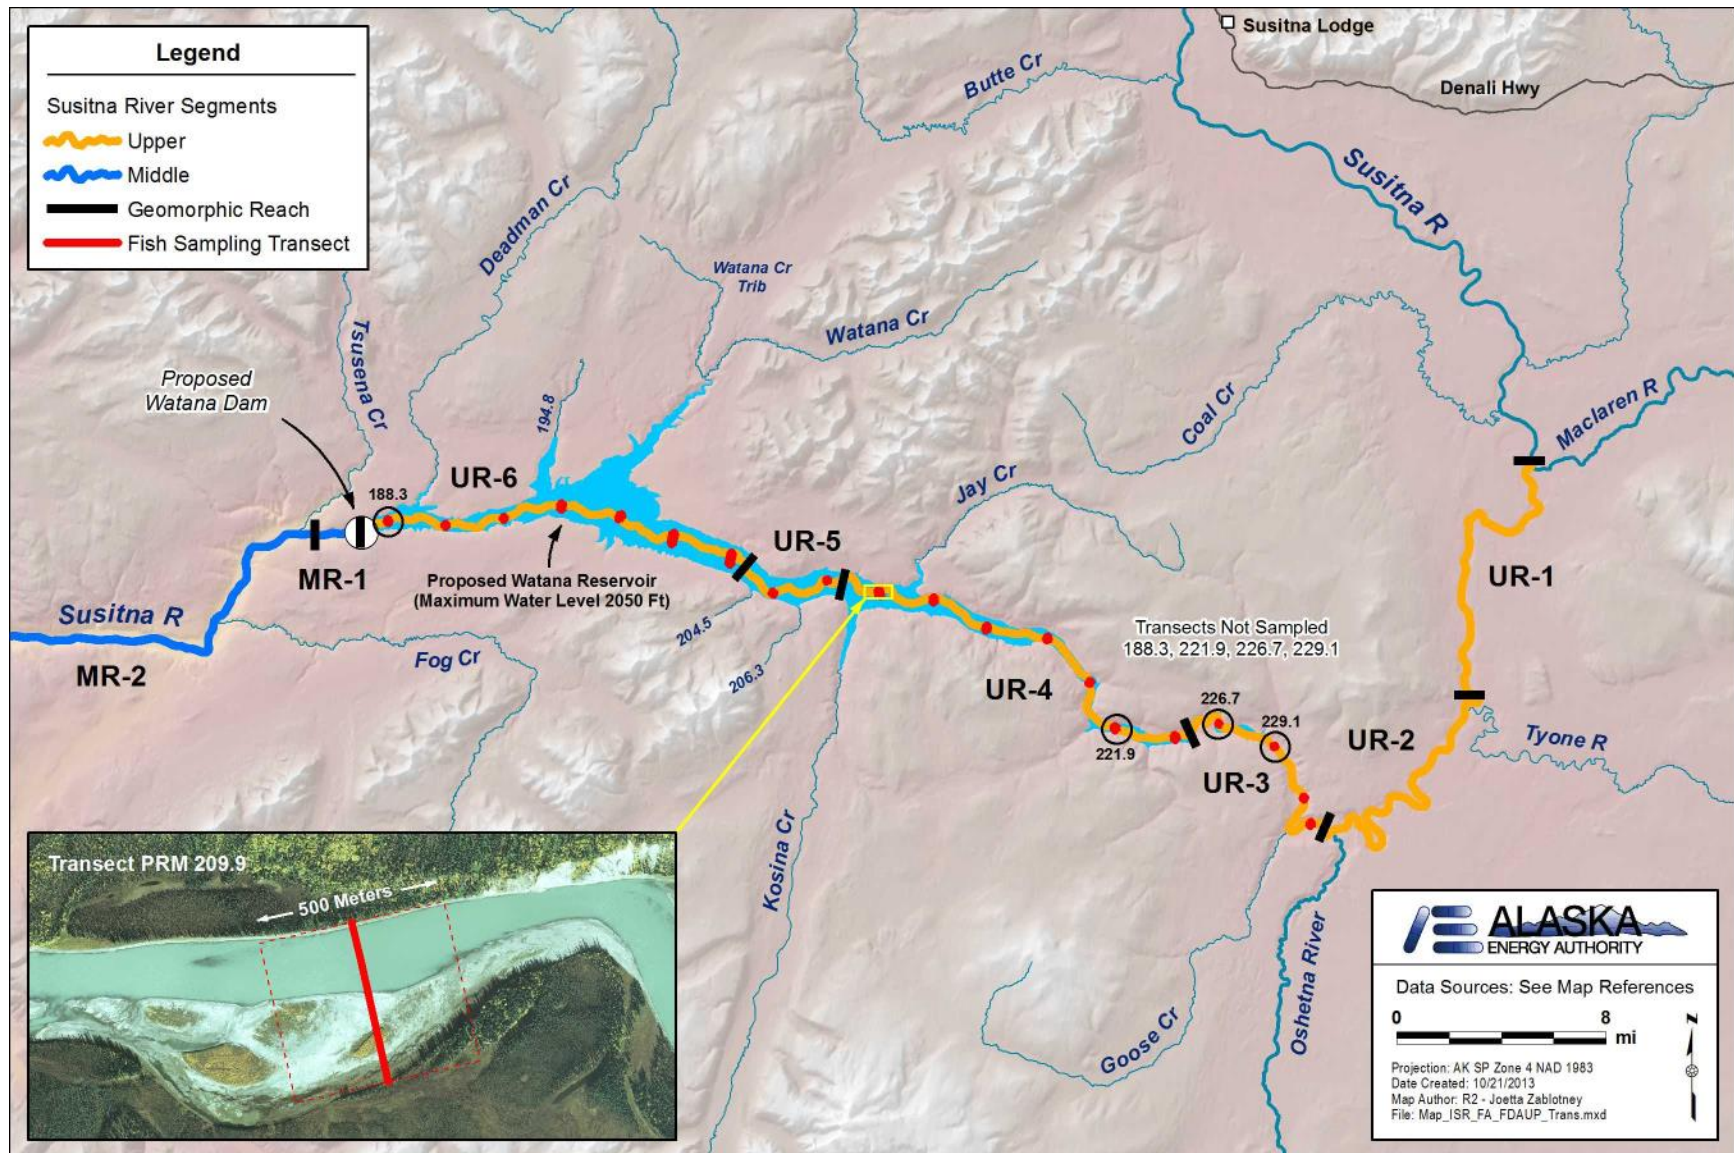 Legend
Susitna River Segments
Upper
Middle
Geomorphic Reach
Fish Sampling Transect
Susitna Lodge
Denali Hwy
Butte Cr
Susitna R
Deadman Cr
Watana Cr
Trib
Watana Cr
Tsusena Cr
Proposed
Watana Dam
194.8
Coal Cr
Maclaren R
Jay Cr
188.3
UR-6
UR-5
UR-1
MR-1
Proposed Watana Reservoir
(Maximum Water Level 2050 Ft)
Susitna R
MR-2
Fog Cr
204.5
206.3
Transects Not Sampled
188.3, 221.9, 226.7, 229.1
UR-4
226.7
229.1
221.9
UR-3
UR-2
Tyone R
Kosina Cr
Goose Cr
Oshetna River
Transect PRM 209.9
500 Meters
ALASKA
ENERGY AUTHORITY
Data Sources: See Map References
0 8
mi
N
Projection: AK SP Zone 4 NAD 1983
Date Created: 10/21/2013
Map Author: R2 - Joetta Zablotney
File: Map_ISR_FA_FDAUP_Trans.mxd